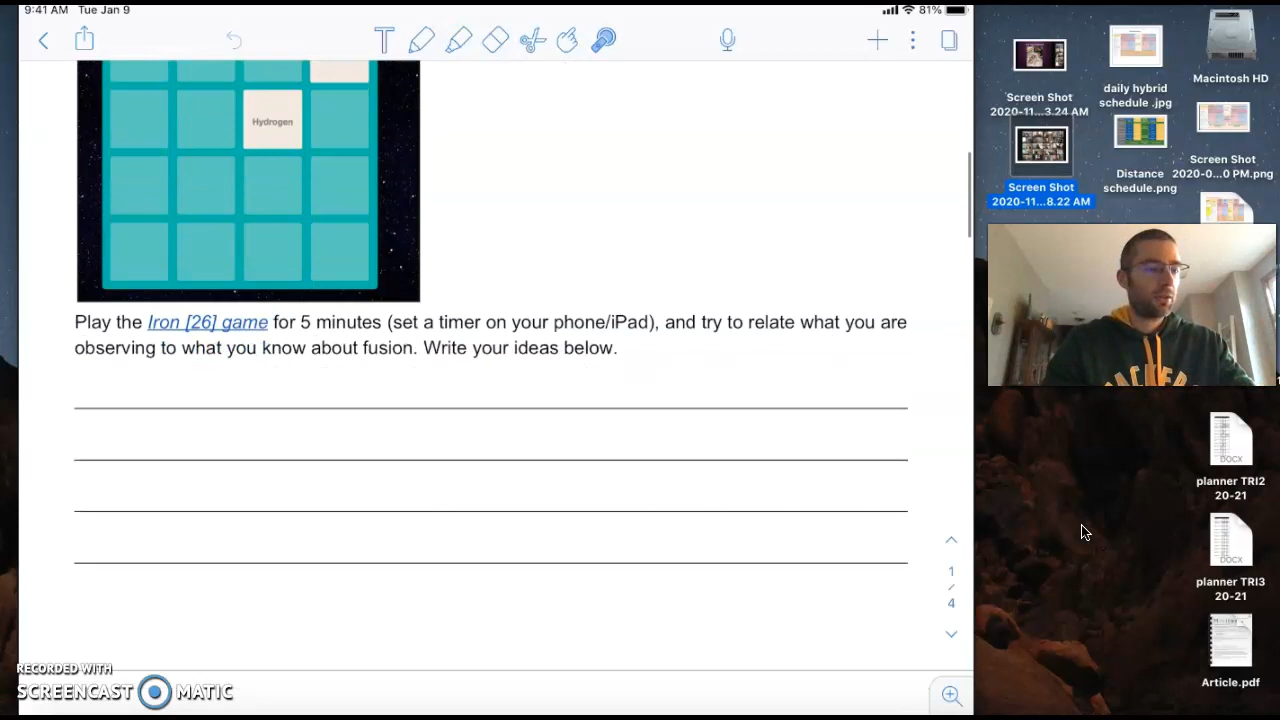 9:41 AM Tue Jan 9
81%
T
Hydrogen
Play the Iron [26] game for 5 minutes (set a timer on your phone/iPad), and try to relate what you are
observing to what you know about fusion. Write your ideas below.
1
4
RECORDED WITH
SCREENCAST MATIC
Screen Shot
2020-11...3.24 AM
daily hybrid
schedule .jpg
Macintosh HD
Screen Shot
2020-11...8.22 AM
Distance
schedule.png
Screen Shot
2020-0...0 PM.png
DOCX
planner TRI2
20-21
DOCX
planner TRI3
20-21
Article.pdf